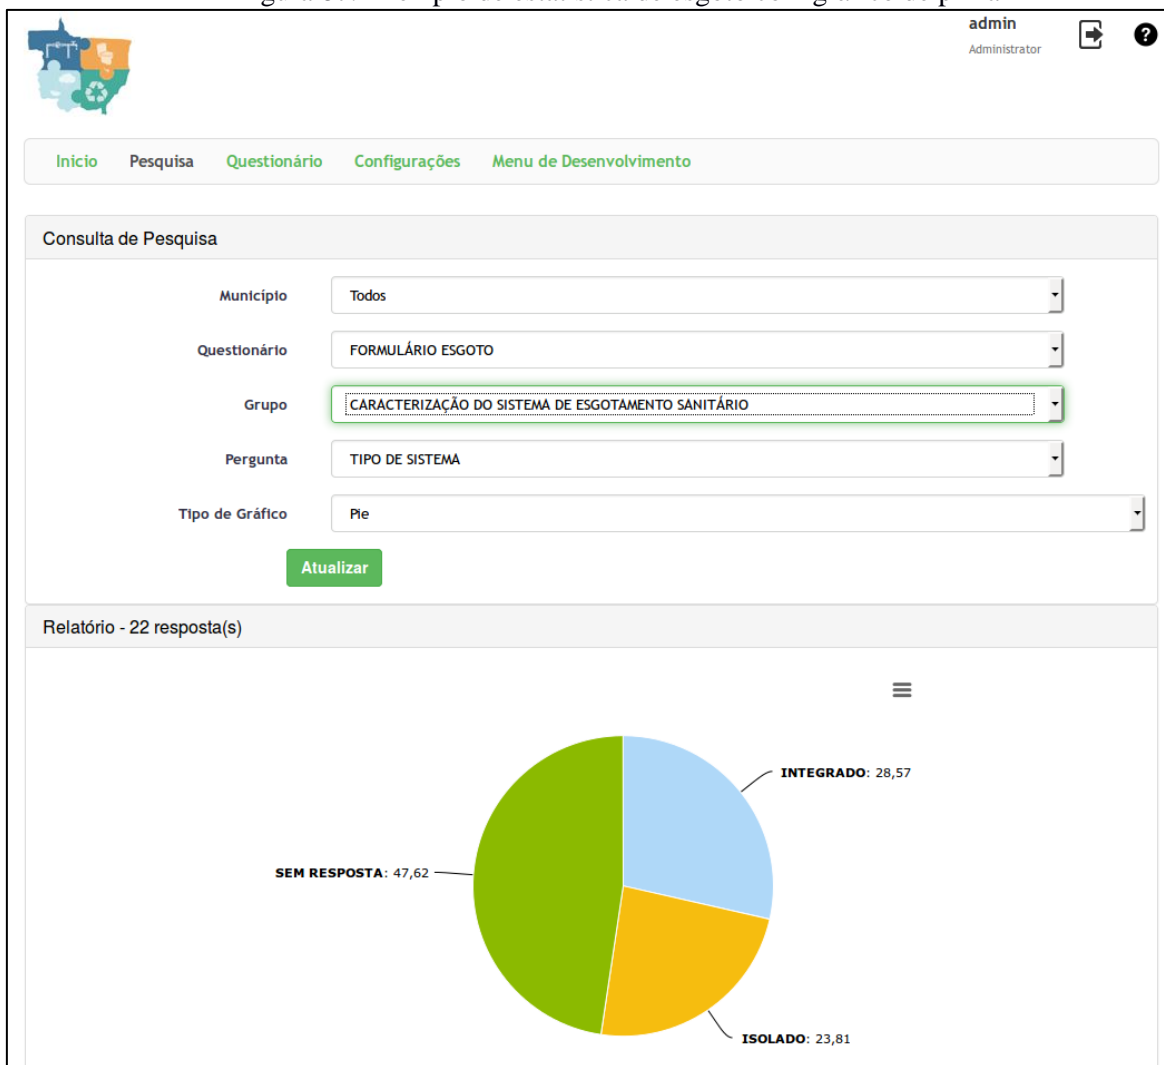 admin
Administrator
Inicio Pesquisa Questionário Configurações Menu de Desenvolvimento
Consulta de Pesquisa
Município Todos
Questionário FORMULÁRIO ESGOTO
Grupo CARACTERIZAÇÃO DO SISTEMA DE ESGOTAMENTO SANITÁRIO
Pergunta TIPO DE SISTEMA
Tipo de Gráfico Pie
Atualizar
Relatório - 22 resposta(s)
INTEGRADO: 28,57
SEM RESPOSTA: 47,62
ISOLADO: 23,81